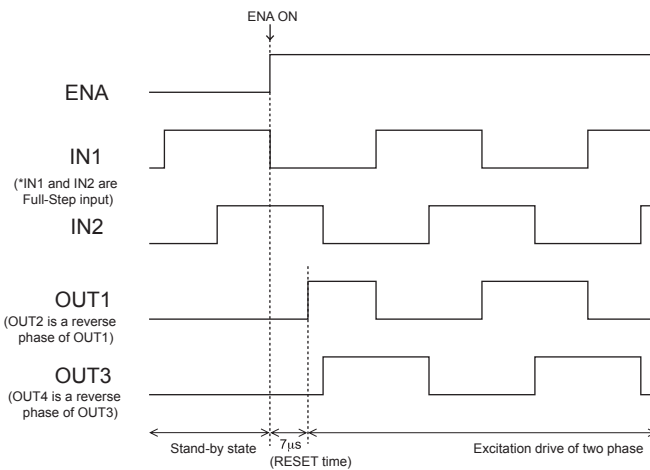 ENA ON
ENA
IN1
(*IN1 and IN2 are
Full-Step input)
IN2
OUT1
(OUT2 is a reverse
phase of OUT1)
OUT3
(OUT4 is a reverse
phase of OUT3)
Stand-by state
7μs
(RESET time)
Excitation drive of two phase